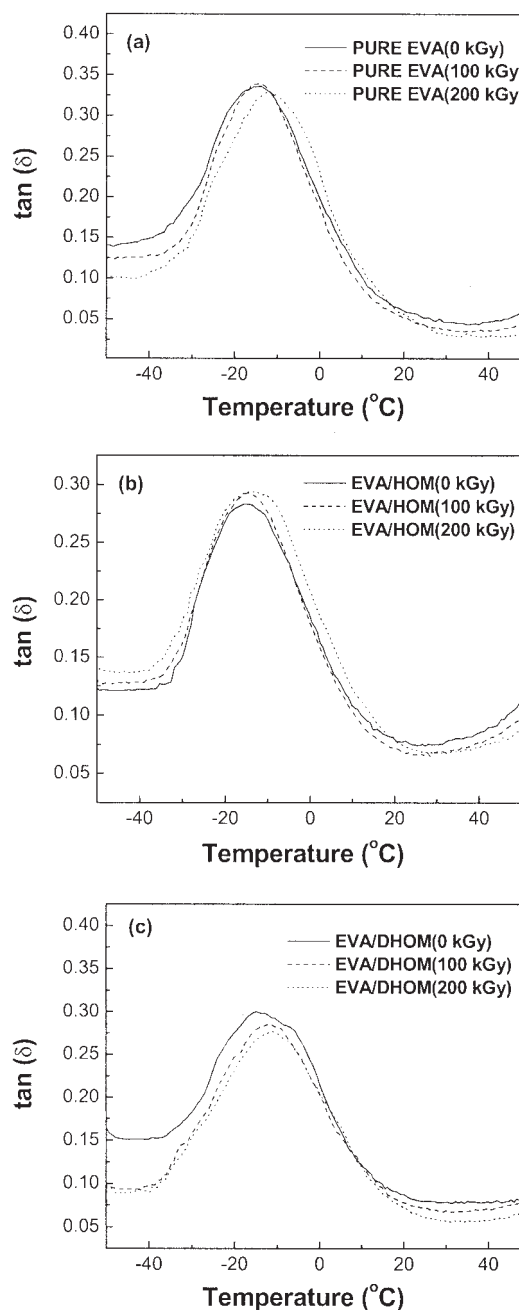 (a)
PURE EVA(0 kGy)
PURE EVA(100 kGy)
PURE EVA(200 kGy)
tan (δ)
0.40
0.35
0.30
0.25
0.20
0.15
0.10
0.05
-40 -20 0 20 40
Temperature (°C)
(b)
EVA/HOM(0 kGy)
EVA/HOM(100 kGy)
EVA/HOM(200 kGy)
tan (δ)
0.30
0.25
0.20
0.15
0.10
0.05
-40 -20 0 20 40
Temperature (°C)
(c)
EVA/DHOM(0 kGy)
EVA/DHOM(100 kGy)
EVA/DHOM(200 kGy)
tan (δ)
0.40
0.35
0.30
0.25
0.20
0.15
0.10
0.05
-40 -20 0 20 40
Temperature (°C)